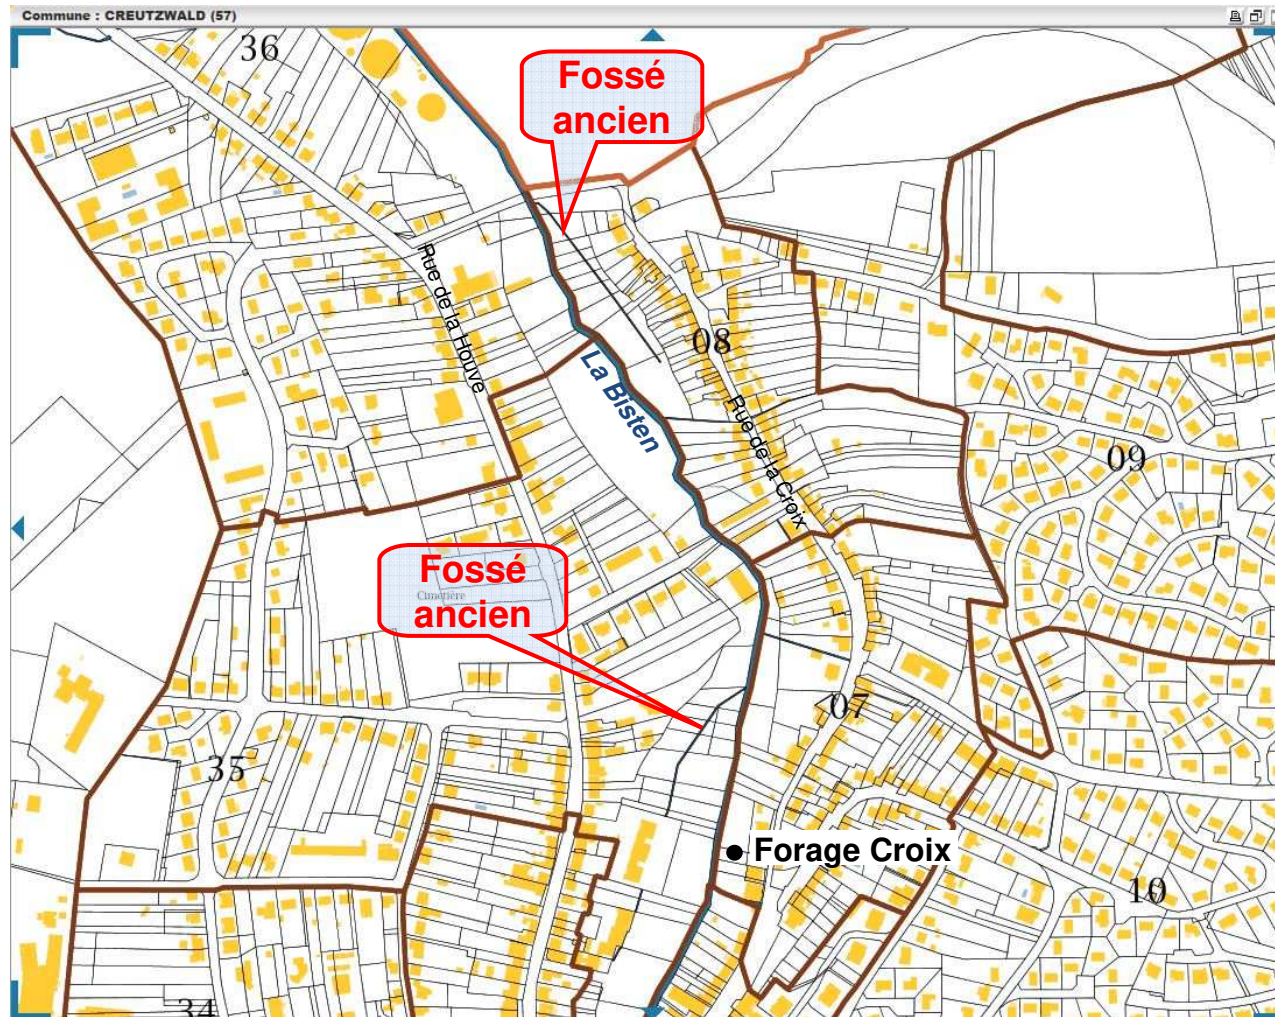 Commune : CREUTZWALD (57)
36
Fossé
ancien
Rue de la Houve
08
La Bisten
Rue de la Croix
09
Fossé
ancien
Cimetière
07
35
Forage Croix
10
34